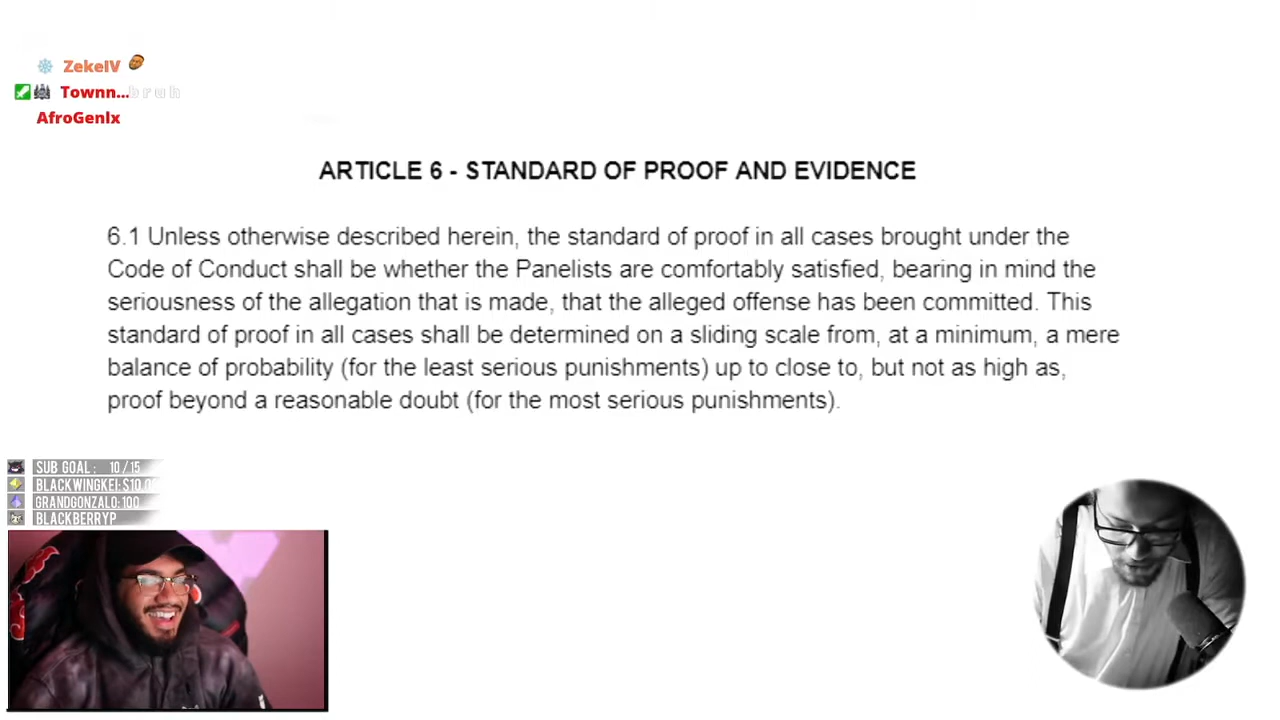 ZekeIV
Townn... b r u h
AfroGenIx
ARTICLE 6 - STANDARD OF PROOF AND EVIDENCE
6.1 Unless otherwise described herein, the standard of proof in all cases brought under the
Code of Conduct shall be whether the Panelists are comfortably satisfied, bearing in mind the
seriousness of the allegation that is made, that the alleged offense has been committed. This
standard of proof in all cases shall be determined on a sliding scale from, at a minimum, a mere
balance of probability (for the least serious punishments) up to close to, but not as high as,
proof beyond a reasonable doubt (for the most serious punishments).
SUB GOAL : 10/15
BLACKWINGKEI: $10.00
GRANDGONZALO: 100
BLACKBERRYP